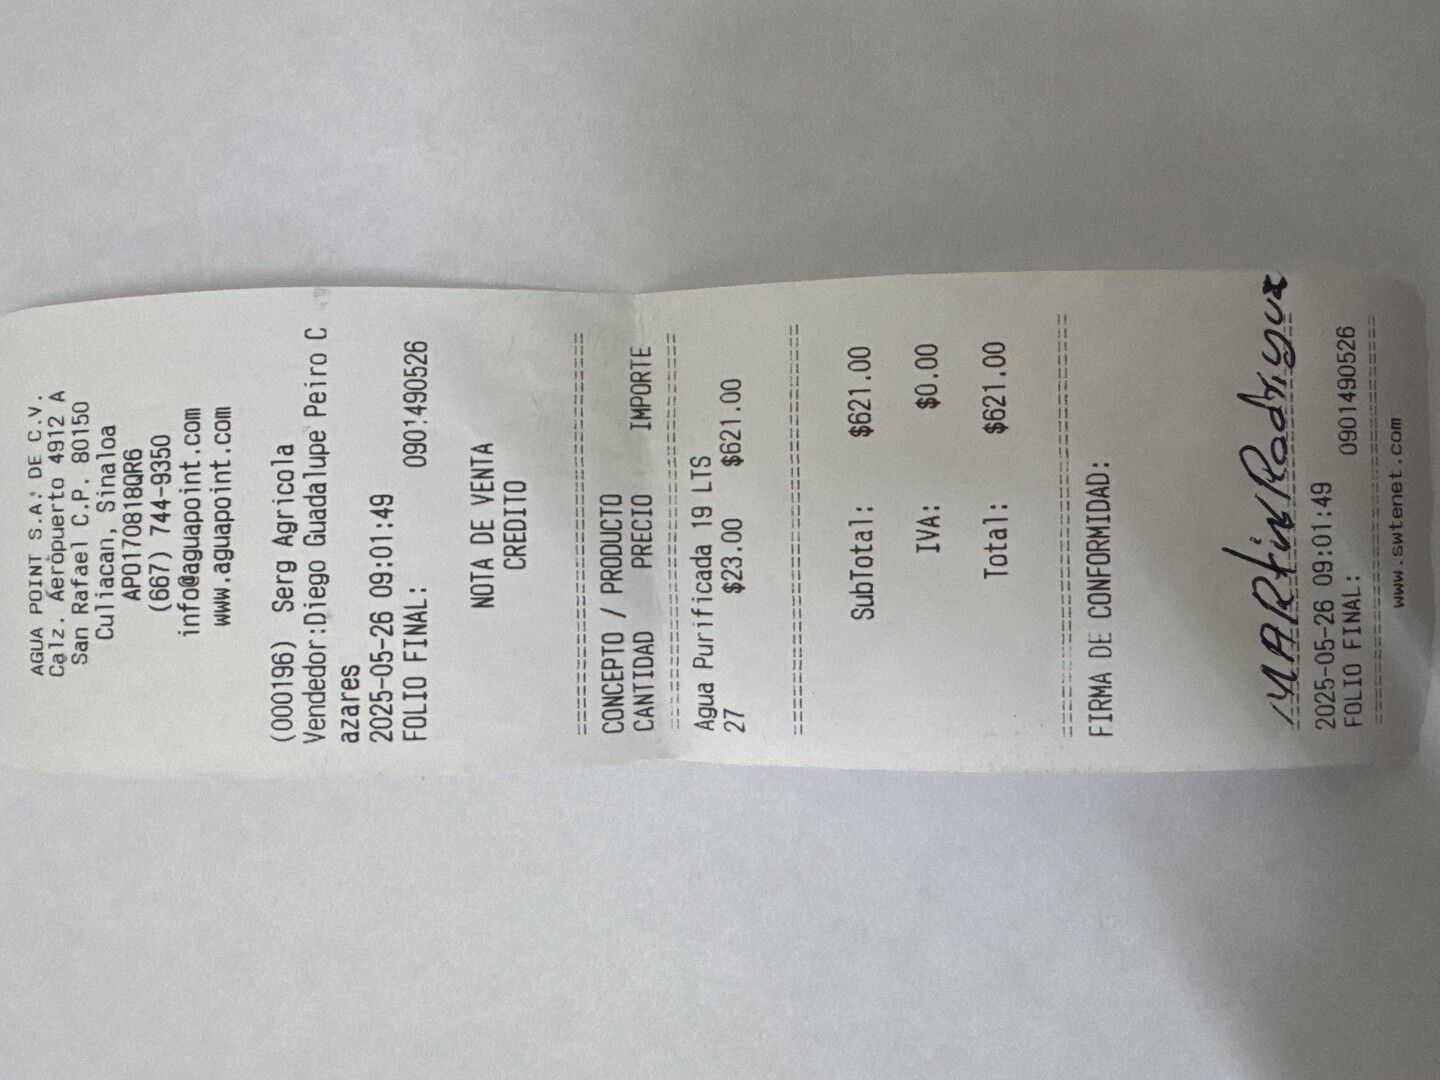 AGUA POINT S.A. DE C.V.
Calz. Aeropuerto 4912 A
San Rafael C.P. 80150
Culiacan, Sinaloa
APO170818QR6
(667) 744-9350
info@aguapoint.com
www.aguapoint.com
(000196) Serg Agricola
Vendedor:Diego Guadalupe Peiro C
azares
2025-05-26 09:01:49
FOLIO FINAL: 0901490526
NOTA DE VENTA
CREDITO
================================
CONCEPTO / PRODUCTO
CANTIDAD PRECIO IMPORTE
================================
Agua Purificada 19 LTS
27 $23.00 $621.00
================================
SubTotal: $621.00
IVA: $0.00
Total: $621.00
================================
FIRMA DE CONFORMIDAD:
MARtin Rodriguz
================================
2025-05-26 09:01:49
FOLIO FINAL: 0901490526
================================
www.swtenet.com